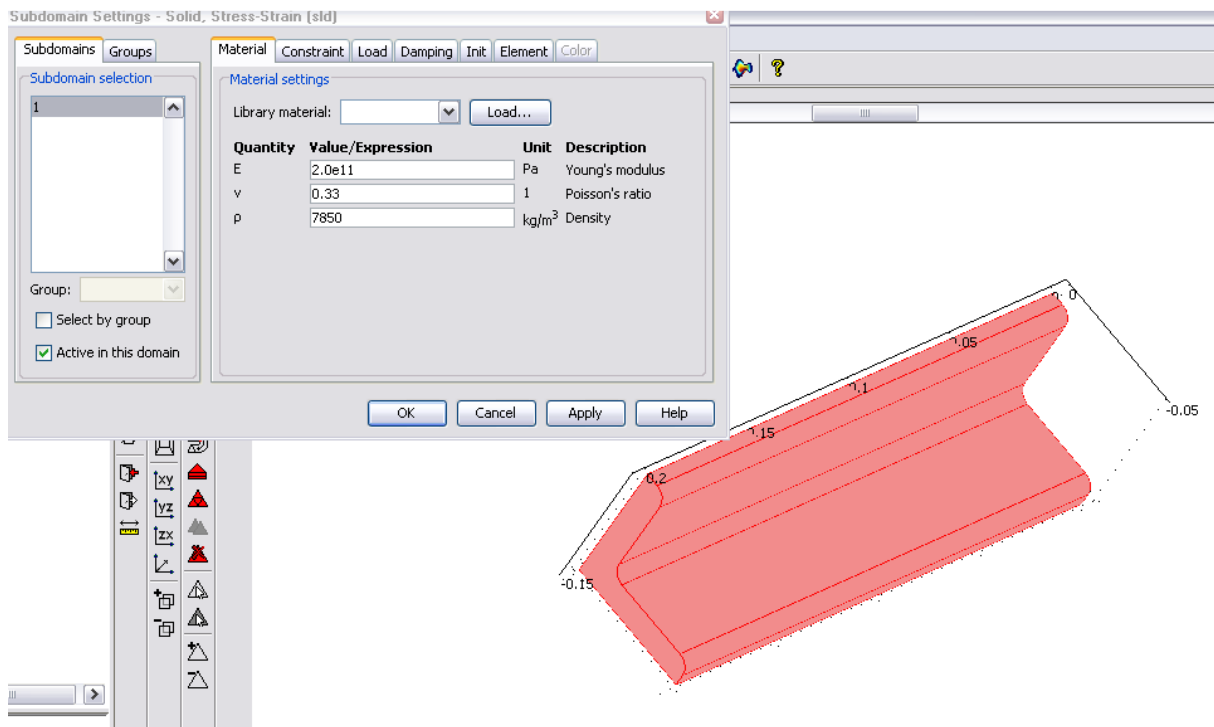 Subdomain Settings - Solid, Stress-Strain (sld)
Subdomains Groups
Subdomain selection
1
Group:
Select by group
Active in this domain
Material Constraint Load Damping Init Element Color
Material settings
Library material: Load...
Quantity Value/Expression Unit Description
E 2.0e11 Pa Young's modulus
ν 0.33 1 Poisson's ratio
ρ 7850 kg/m³ Density
OK Cancel Apply Help
xy
yz
zx
0
0.05
-0.05
0.1
0.15
0.2
-0.15